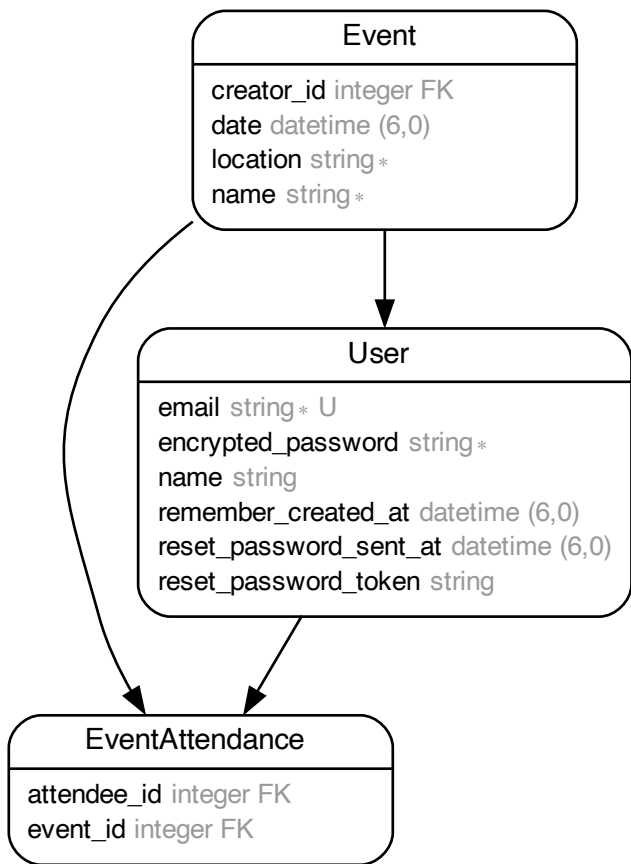 Event
creator_id integer FK
date datetime (6,0)
location string *
name string *
User
email string * U
encrypted_password string *
name string
remember_created_at datetime (6,0)
reset_password_sent_at datetime (6,0)
reset_password_token string
EventAttendance
attendee_id integer FK
event_id integer FK